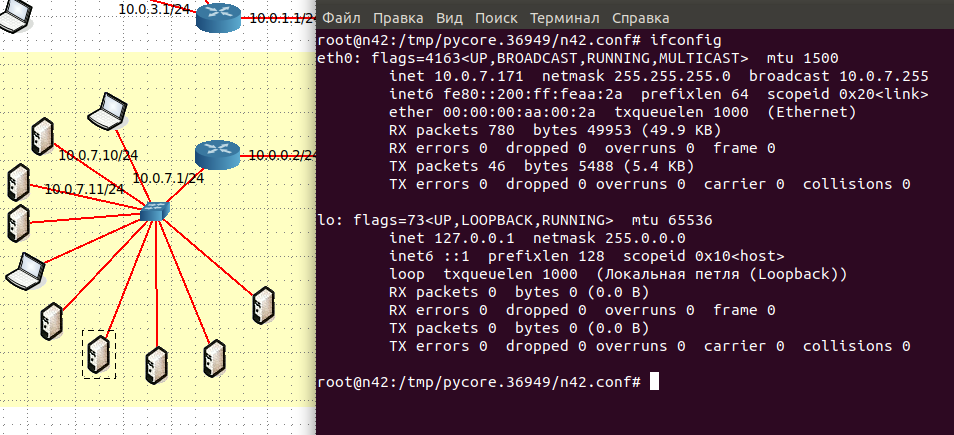 10.0.3.1/24
10.0.1.1/24
10.0.7.10/24
10.0.0.2/24
10.0.7.1/24
10.0.7.11/24
Файл Правка Вид Поиск Терминал Справка
root@n42:/tmp/pycore.36949/n42.conf# ifconfig
eth0: flags=4163<UP,BROADCAST,RUNNING,MULTICAST>  mtu 1500
        inet 10.0.7.171  netmask 255.255.255.0  broadcast 10.0.7.255
        inet6 fe80::200:ff:feaa:2a  prefixlen 64  scopeid 0x20<link>
        ether 00:00:00:aa:00:2a  txqueuelen 1000  (Ethernet)
        RX packets 780  bytes 49953 (49.9 KB)
        RX errors 0  dropped 0  overruns 0  frame 0
        TX packets 46  bytes 5488 (5.4 KB)
        TX errors 0  dropped 0 overruns 0  carrier 0  collisions 0
lo: flags=73<UP,LOOPBACK,RUNNING>  mtu 65536
        inet 127.0.0.1  netmask 255.0.0.0
        inet6 ::1  prefixlen 128  scopeid 0x10<host>
        loop  txqueuelen 1000  (Локальная петля (Loopback))
        RX packets 0  bytes 0 (0.0 B)
        RX errors 0  dropped 0  overruns 0  frame 0
        TX packets 0  bytes 0 (0.0 B)
        TX errors 0  dropped 0 overruns 0  carrier 0  collisions 0
root@n42:/tmp/pycore.36949/n42.conf#